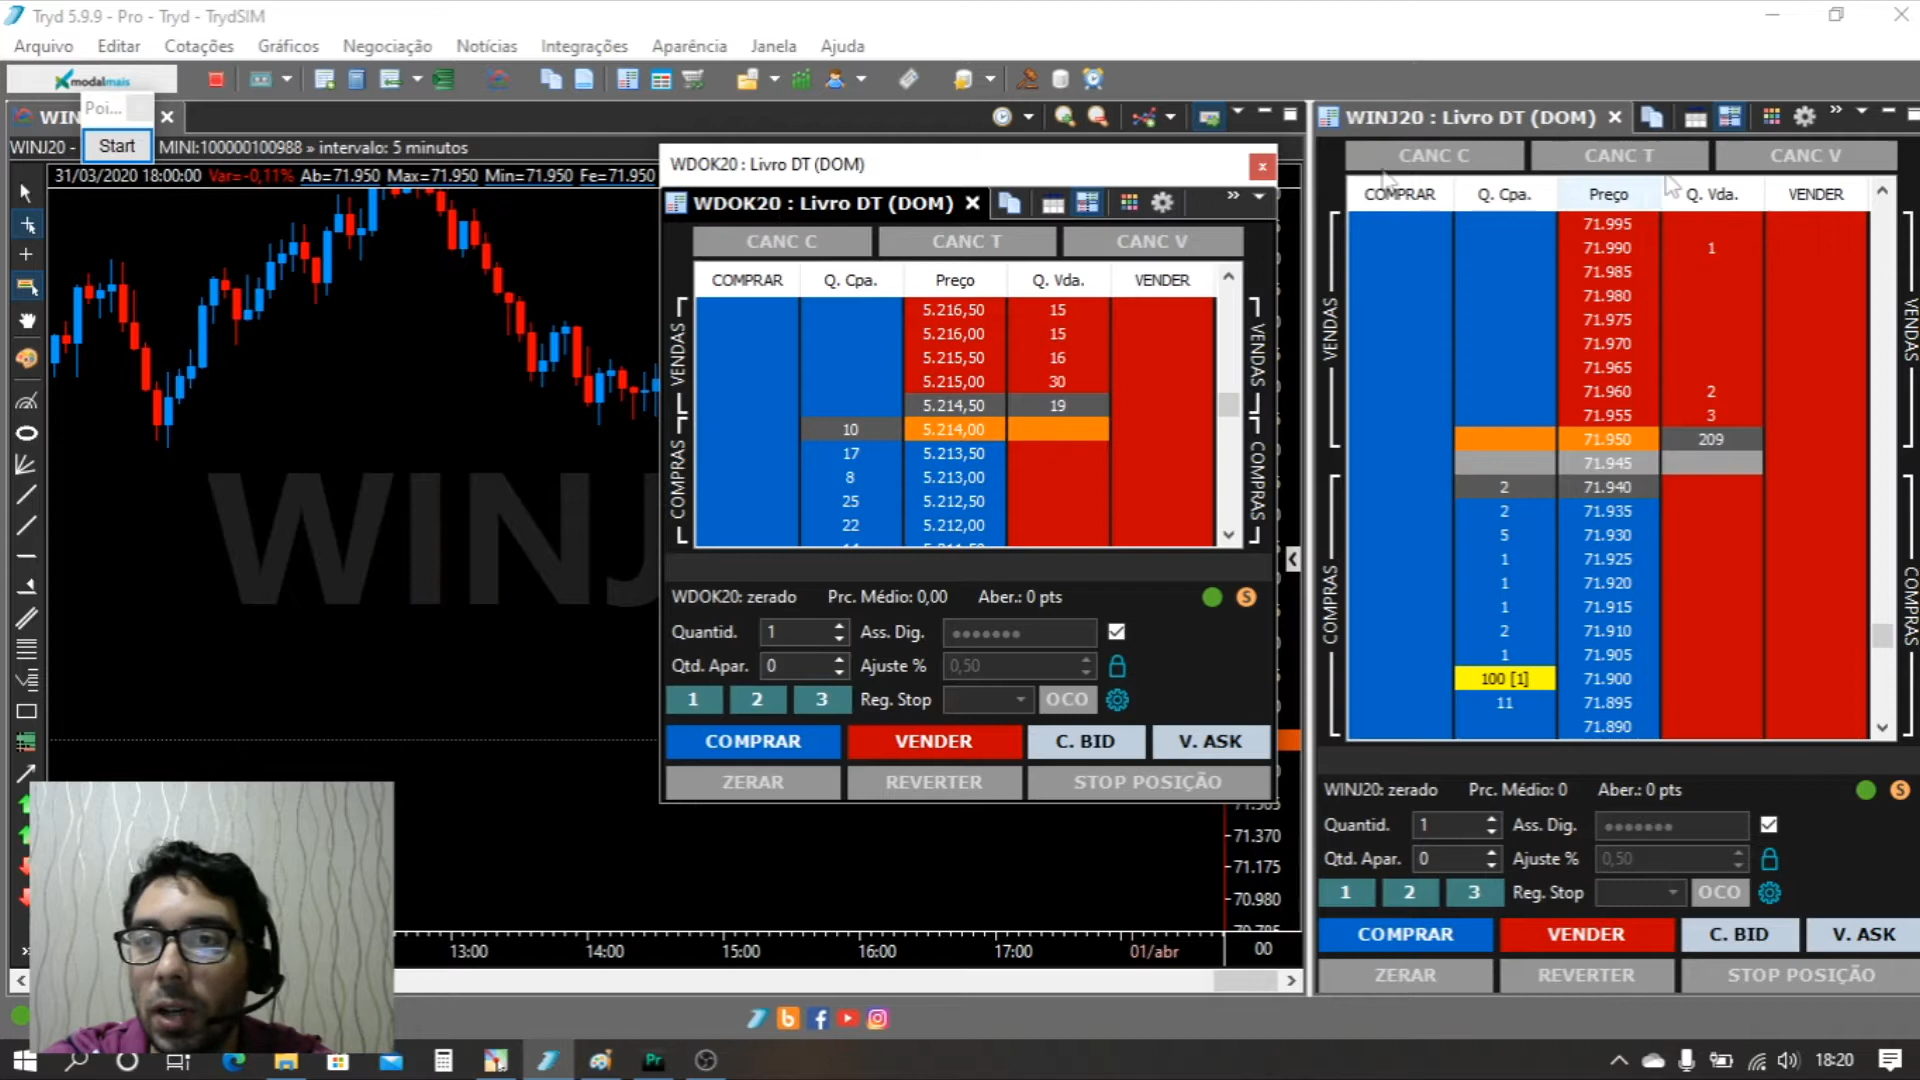 Tryd 5.9.9 - Pro - Tryd - TrydSIM
Arquivo Editar Cotações Gráficos Negociação Notícias Integrações Aparência Janela Ajuda
modalmais
Poi...
Start
WIN
WINJ20 - MINI:100000100988 » intervalo: 5 minutos
31/03/2020 18:00:00 Var=-0,11% Ab=71.950 Max=71.950 Min=71.950 Fe=71.950
WINJ
71.370
71.175
70.980
13:00 14:00 15:00 16:00 17:00 01/abr 00
WDOK20 : Livro DT (DOM)
WDOK20 : Livro DT (DOM)
CANC C CANC T CANC V
COMPRAR Q. Cpa. Preço Q. Vda. VENDER
VENDAS
COMPRAS
5.216,50 15
5.216,00 15
5.215,50 16
5.215,00 30
5.214,50 19
10 5.214,00
17 5.213,50
8 5.213,00
25 5.212,50
22 5.212,00
VENDAS
COMPRAS
WDOK20: zerado Prc. Médio: 0,00 Aber.: 0 pts S
Quantid. 1 Ass. Dig. •••••••
Qtd. Apar. 0 Ajuste % 0,50
1 2 3 Reg. Stop OCO
COMPRAR VENDER C. BID V. ASK
ZERAR REVERTER STOP POSIÇÃO
WINJ20 : Livro DT (DOM)
CANC C CANC T CANC V
COMPRAR Q. Cpa. Preço Q. Vda. VENDER
VENDAS
COMPRAS
71.995
71.990 1
71.985
71.980
71.975
71.970
71.965
71.960 2
71.955 3
71.950 209
71.945
2 71.940
2 71.935
5 71.930
1 71.925
1 71.920
1 71.915
2 71.910
1 71.905
100 [1] 71.900
11 71.895
71.890
VENDAS
COMPRAS
WINJ20: zerado Prc. Médio: 0 Aber.: 0 pts S
Quantid. 1 Ass. Dig. •••••••
Qtd. Apar. 0 Ajuste % 0,50
1 2 3 Reg. Stop OCO
COMPRAR VENDER C. BID V. ASK
ZERAR REVERTER STOP POSIÇÃO
Pr
18:20